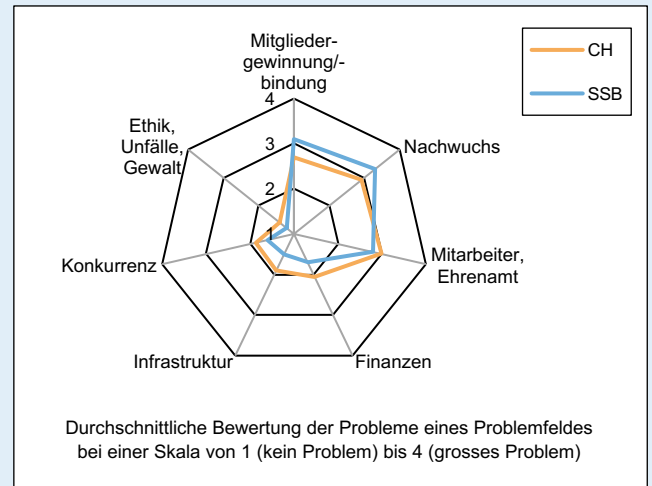 Mitglieder-
gewinnung/-
bindung
CH
SSB
4
3
2
Nachwuchs
Mitarbeiter,
Ehrenamt
Finanzen
Infrastruktur
Konkurrenz
Ethik,
Unfälle,
Gewalt
Durchschnittliche Bewertung der Probleme eines Problemfeldes
bei einer Skala von 1 (kein Problem) bis 4 (grosses Problem)